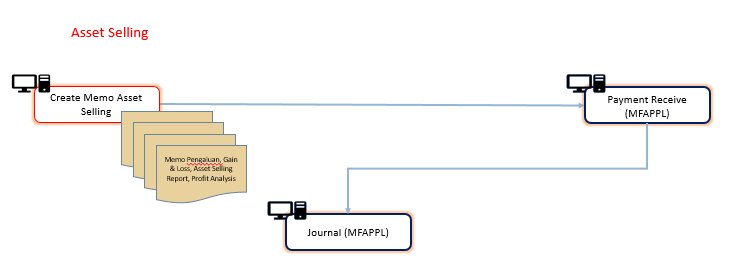 Asset Selling
Create Memo Asset
Selling
Payment Receive
(MFAPPL)
Memo Pengajuan, Gain
& Loss, Asset Selling
Report, Profit Analysis
Journal (MFAPPL)